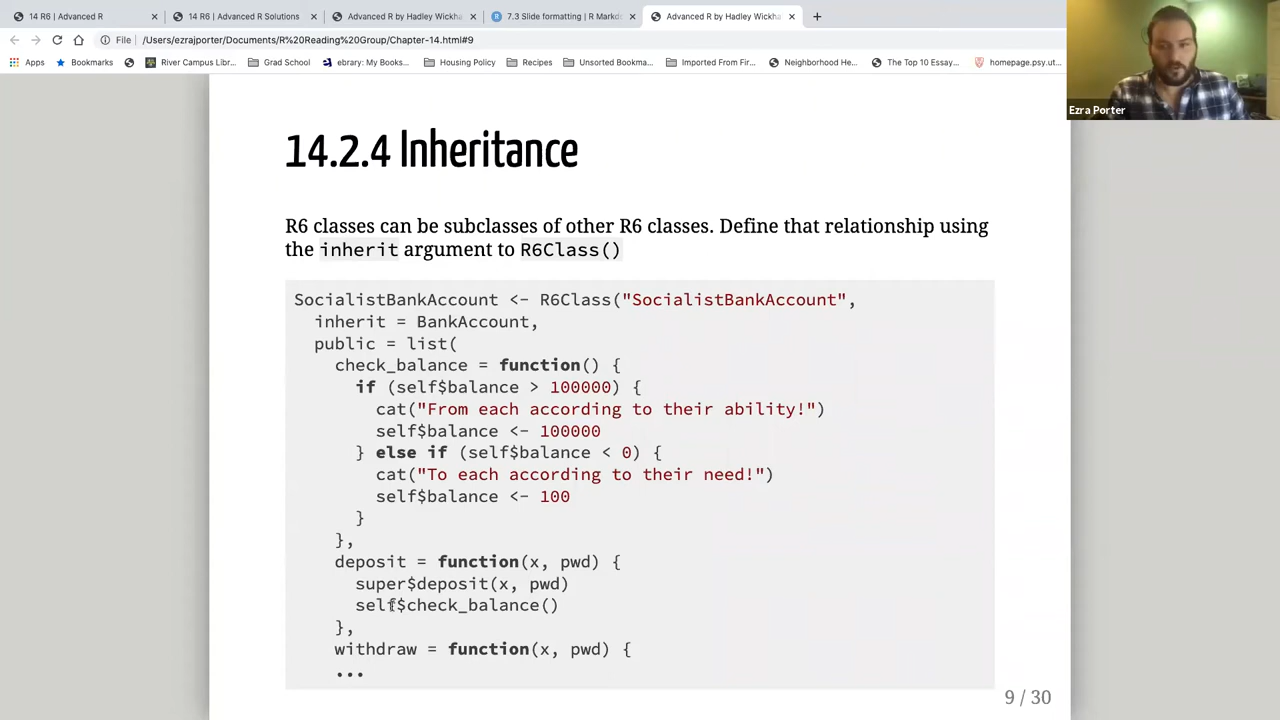 14 R6 | Advanced R
14 R6 | Advanced R Solutions
Advanced R by Hadley Wickha
7.3 Slide formatting | R Markd
Advanced R by Hadley Wickha
File | /Users/ezrajporter/Documents/R%20Reading%20Group/Chapter-14.html#9
Apps
Bookmarks
River Campus Lib...
Grad School
ebrary: My Books...
Housing Policy
Recipes
Unsorted Bookma...
Imported From Fir...
Neighborhood He...
The Top 10 Essay...
homepage.psy.ut...
Ezra Porter
14.2.4 Inheritance
R6 classes can be subclasses of other R6 classes. Define that relationship using
the inherit argument to R6Class()
SocialistBankAccount <- R6Class("SocialistBankAccount",
inherit = BankAccount,
public = list(
check_balance = function() {
if (self$balance > 100000) {
cat("From each according to their ability!")
self$balance <- 100000
} else if (self$balance < 0) {
cat("To each according to their need!")
self$balance <- 100
}
},
deposit = function(x, pwd) {
super$deposit(x, pwd)
self$check_balance()
},
withdraw = function(x, pwd) {
...
9 / 30